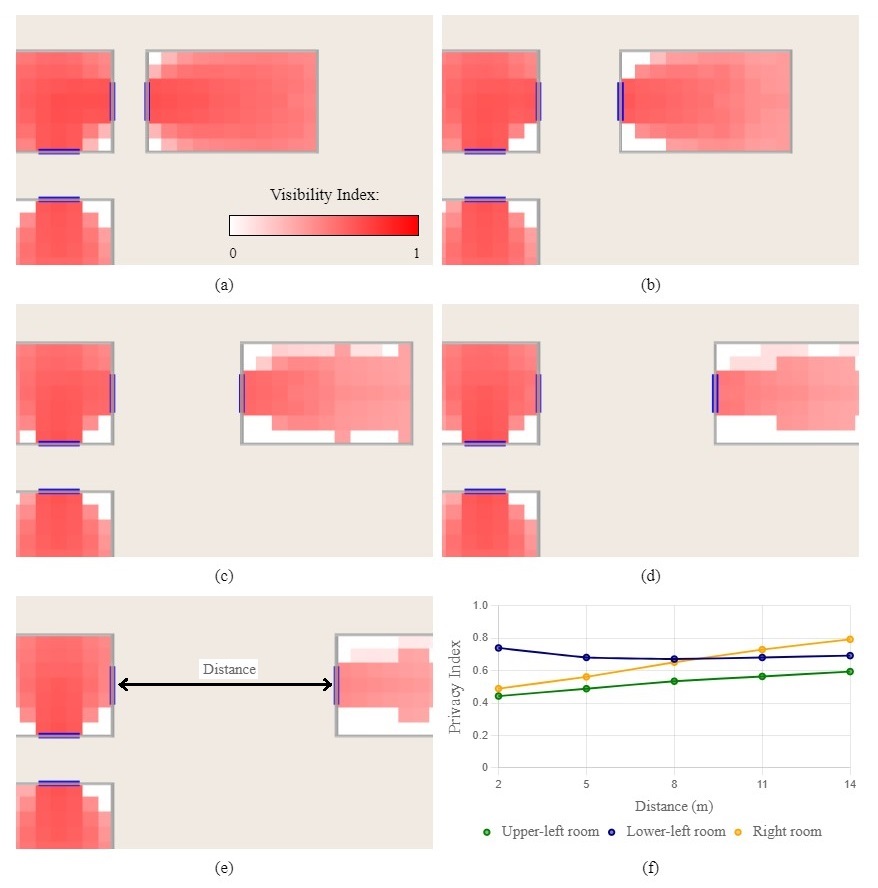 Visibility Index:
0 1
(a) (b)
(c) (d)
Distance
(e)
1.0
0.8
0.6
0.4
0.2
0
Privacy Index
2 5 8 11 14
Distance (m)
Upper-left room Lower-left room Right room
(f)